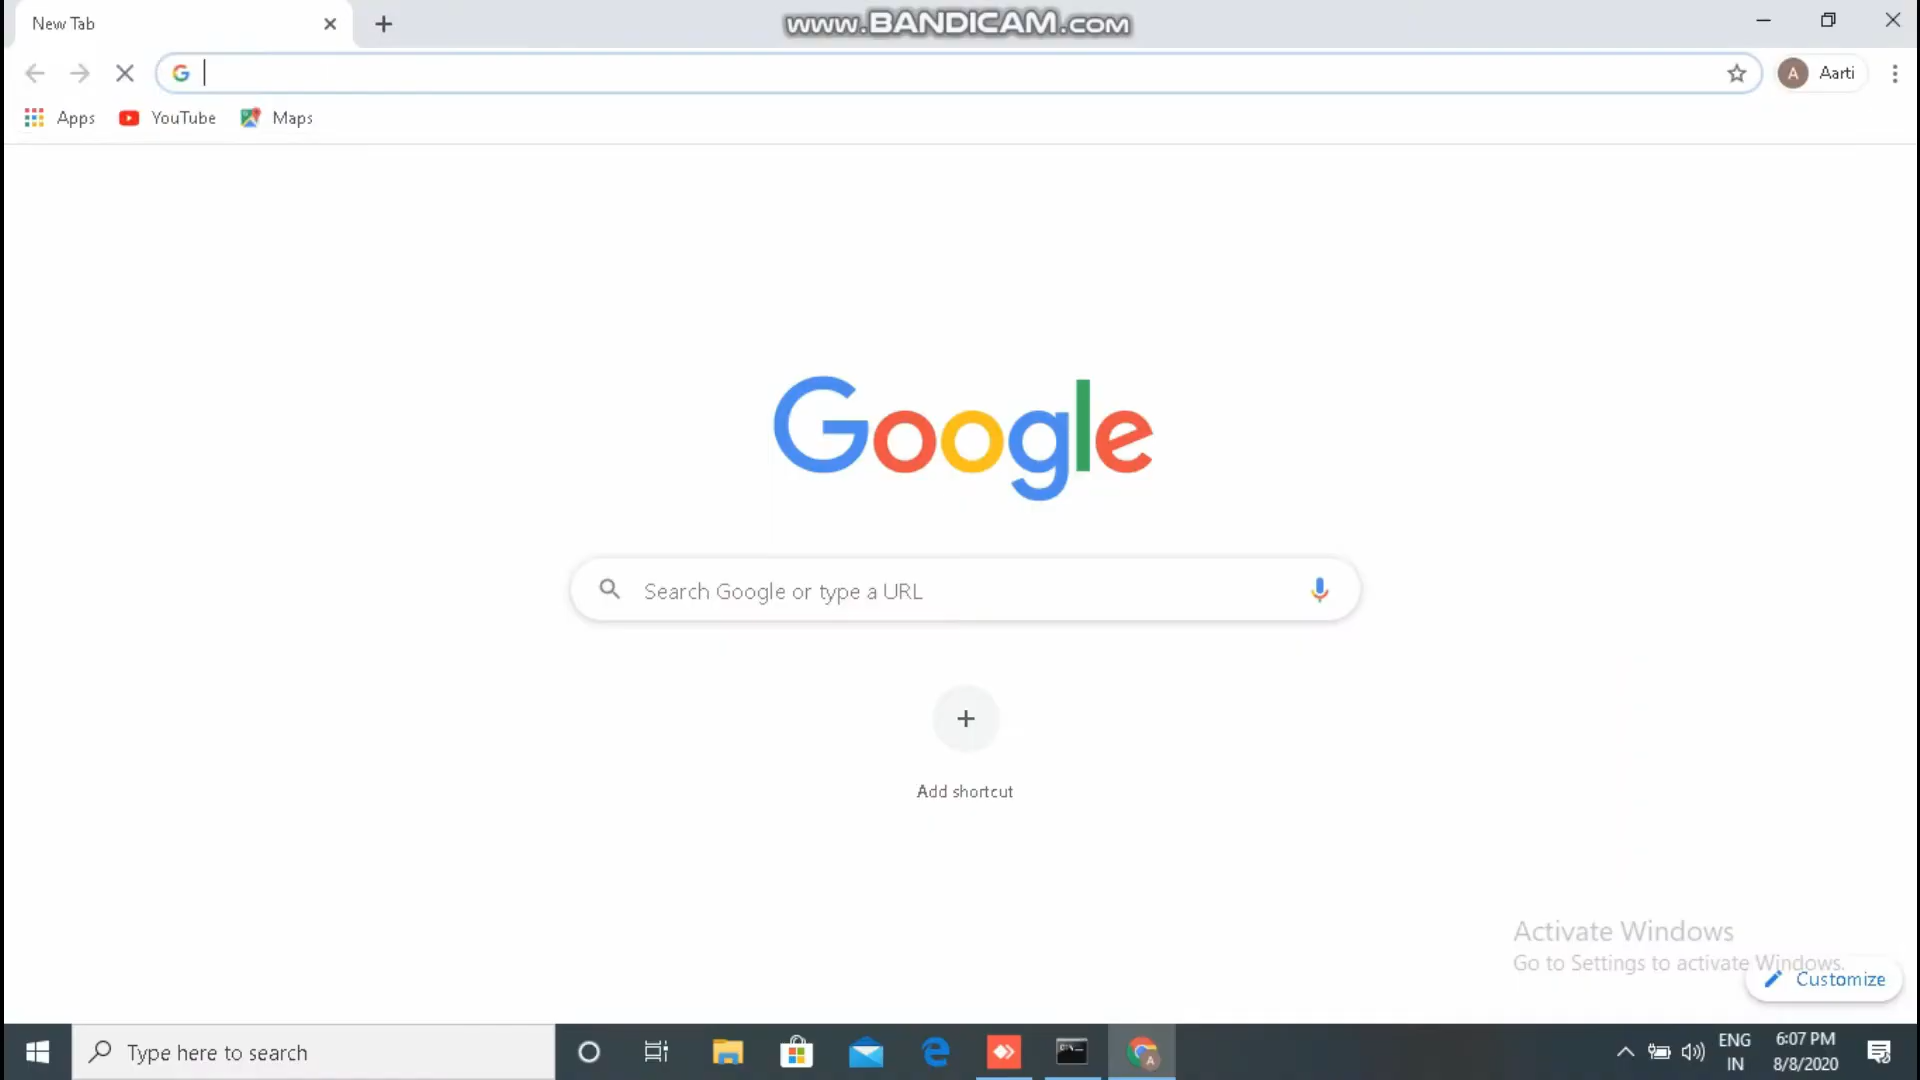 New Tab
www.BANDICAM.com
A Aarti
Apps YouTube Maps
Google
Search Google or type a URL
Add shortcut
Activate Windows
Go to Settings to activate Windows.
Customize
Type here to search
A
ENG
IN
6:07 PM
8/8/2020